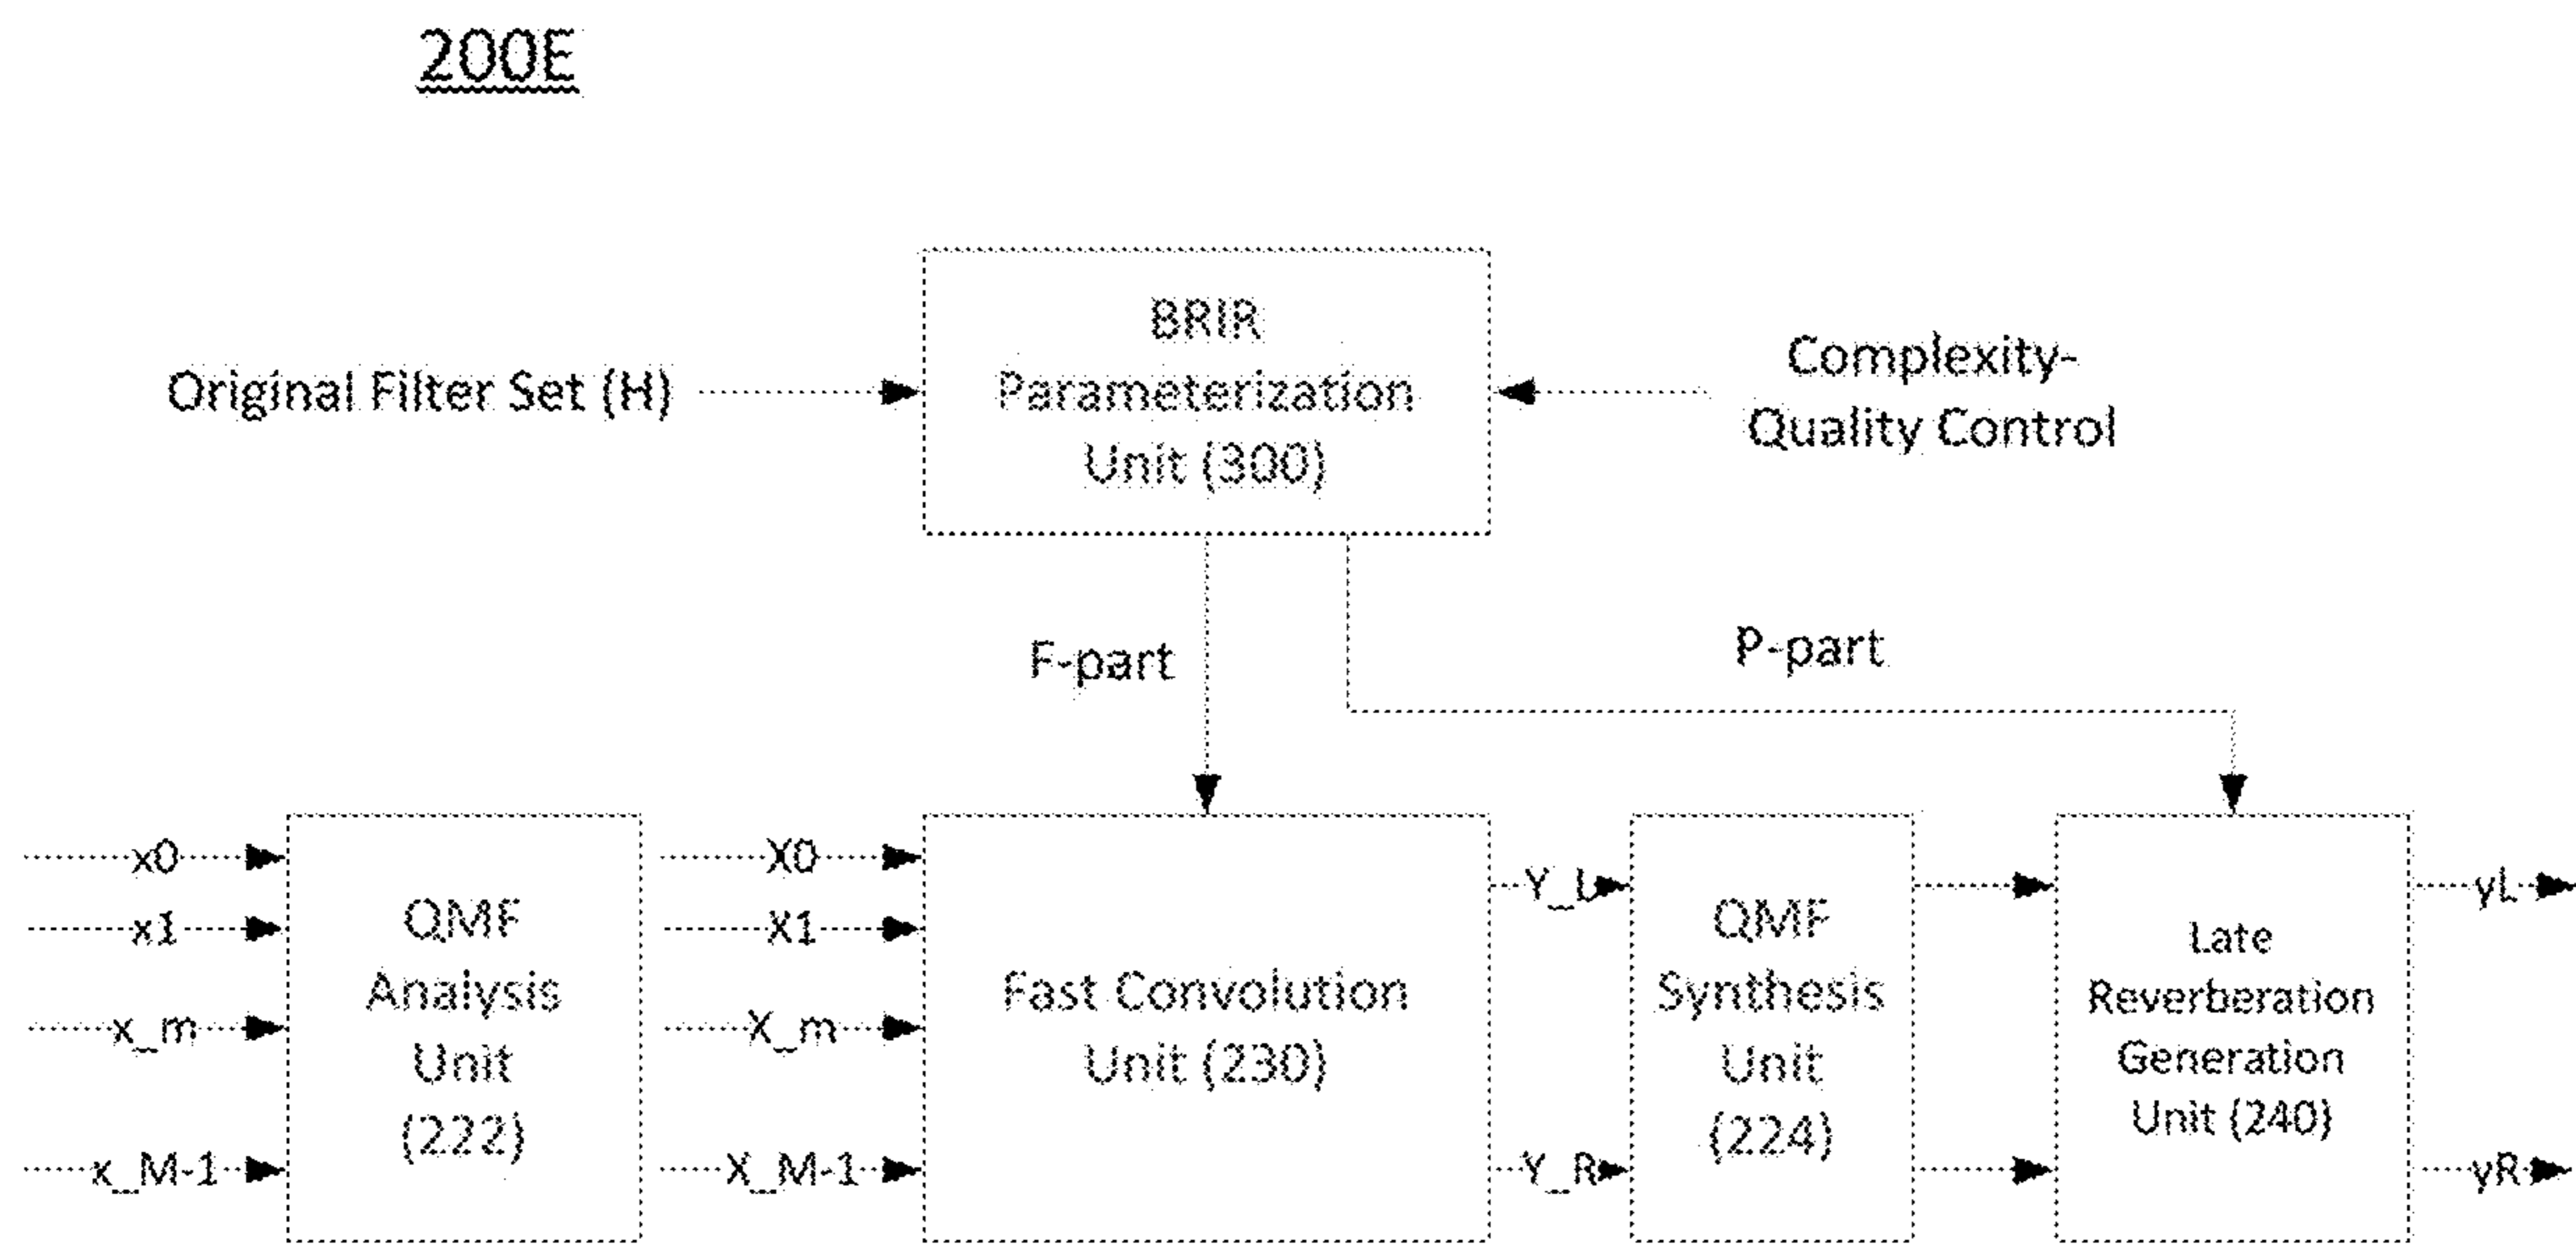 200E
BRIR
Parameterization
Unit (300)
Original Filter Set (H)
Complexity-
Quality Control
F-part
P-part
x0
x1
x_m
x_M-1
QMF
Analysis
Unit
(222)
X0
X1
X_m
X_M-1
Fast Convolution
Unit (230)
Y_L
Y_R
QMF
Synthesis
Unit
(224)
Late
Reverberation
Generation
Unit (240)
yL
yR